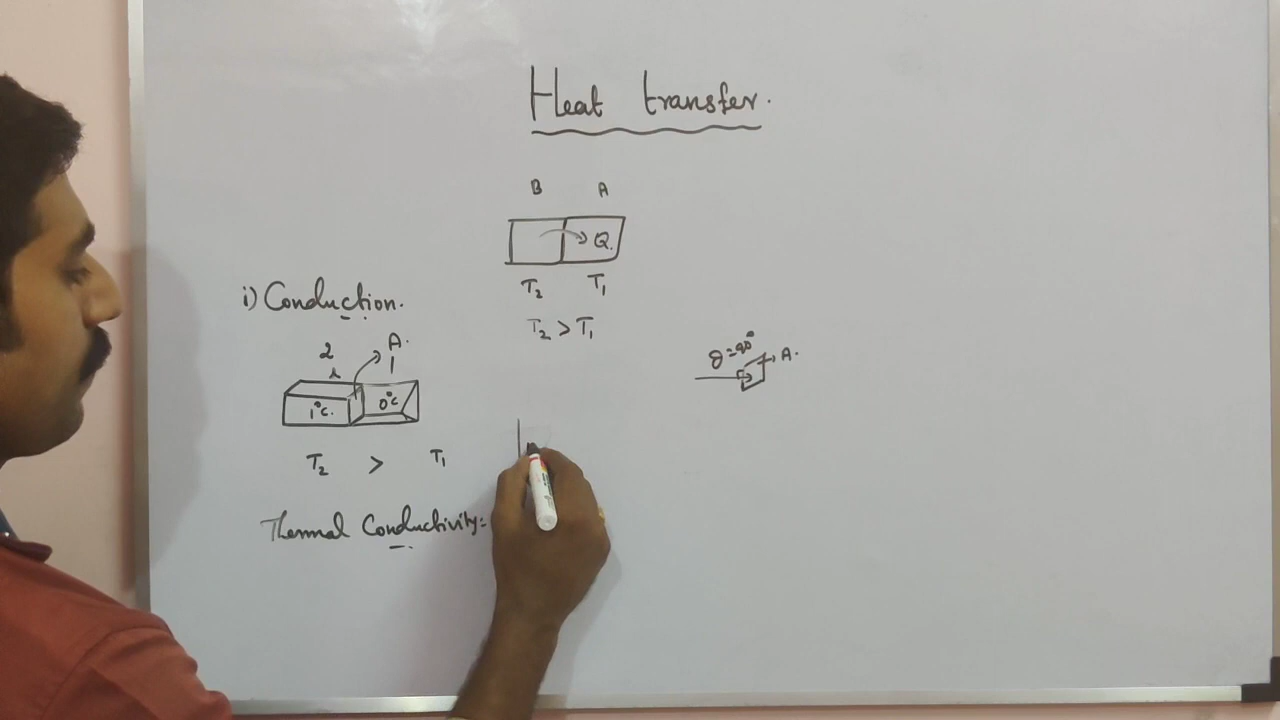 Heat transfer.
B A
Q.
T₂ T₁
T₂ > T₁
i) Conduction.
2 1
A.
1°C. 0°C
T₂ > T₁
θ=90°
A.
Thermal Conductivity=